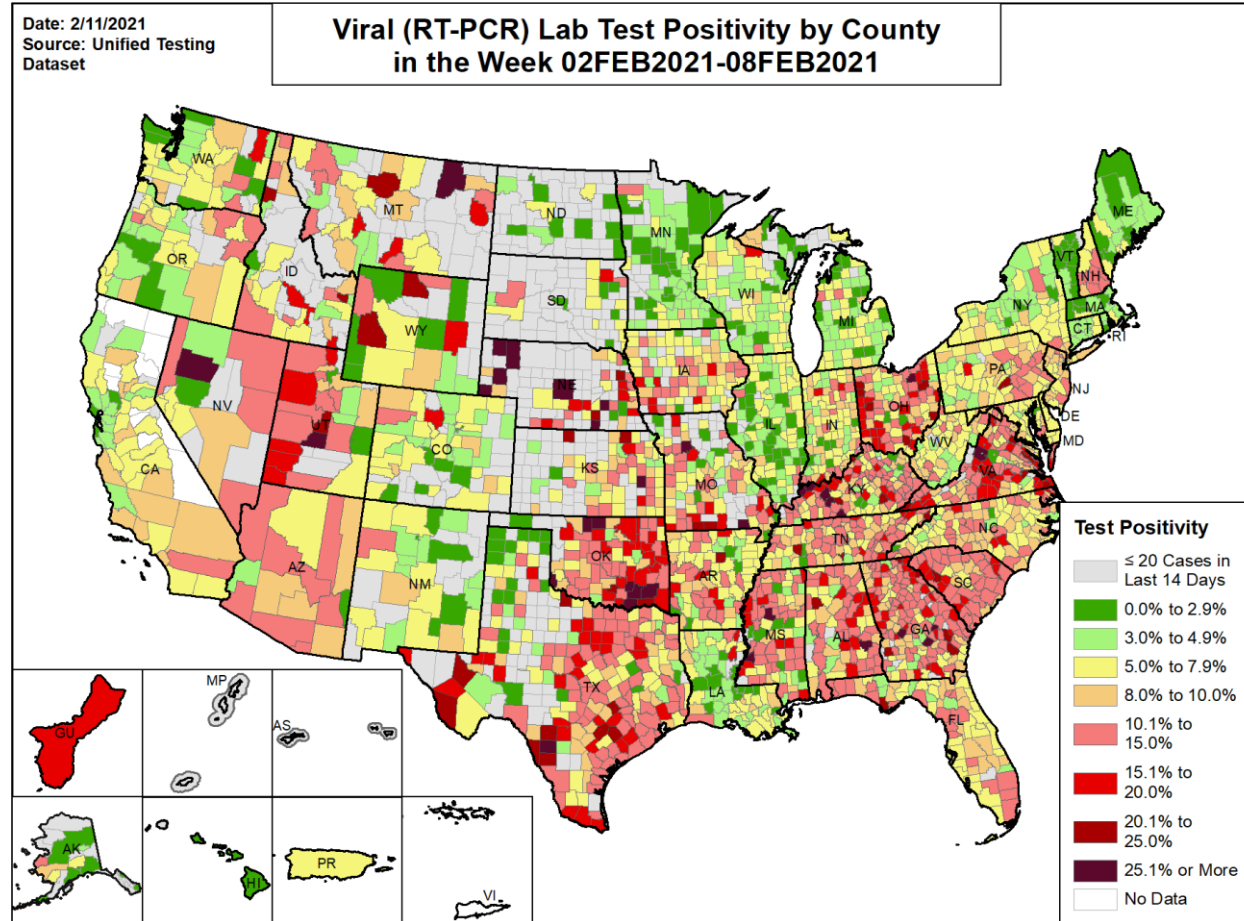 Date: 2/11/2021
Source: Unified Testing
Dataset
Viral (RT-PCR) Lab Test Positivity by County
in the Week 02FEB2021-08FEB2021
WA
MT
ND
MN
ME
OR
ID
SD
WI
MI
VT
NH
NY
MA
CT
RI
WY
NE
IA
PA
NJ
NV
UT
CO
KS
MO
IL
IN
OH
WV
DE
MD
VA
CA
KY
AZ
NM
OK
AR
TN
NC
SC
TX
LA
MS
AL
GA
FL
GU
MP
AS
AK
HI
PR
VI
Test Positivity
≤ 20 Cases in
Last 14 Days
0.0% to 2.9%
3.0% to 4.9%
5.0% to 7.9%
8.0% to 10.0%
10.1% to
15.0%
15.1% to
20.0%
20.1% to
25.0%
25.1% or More
No Data